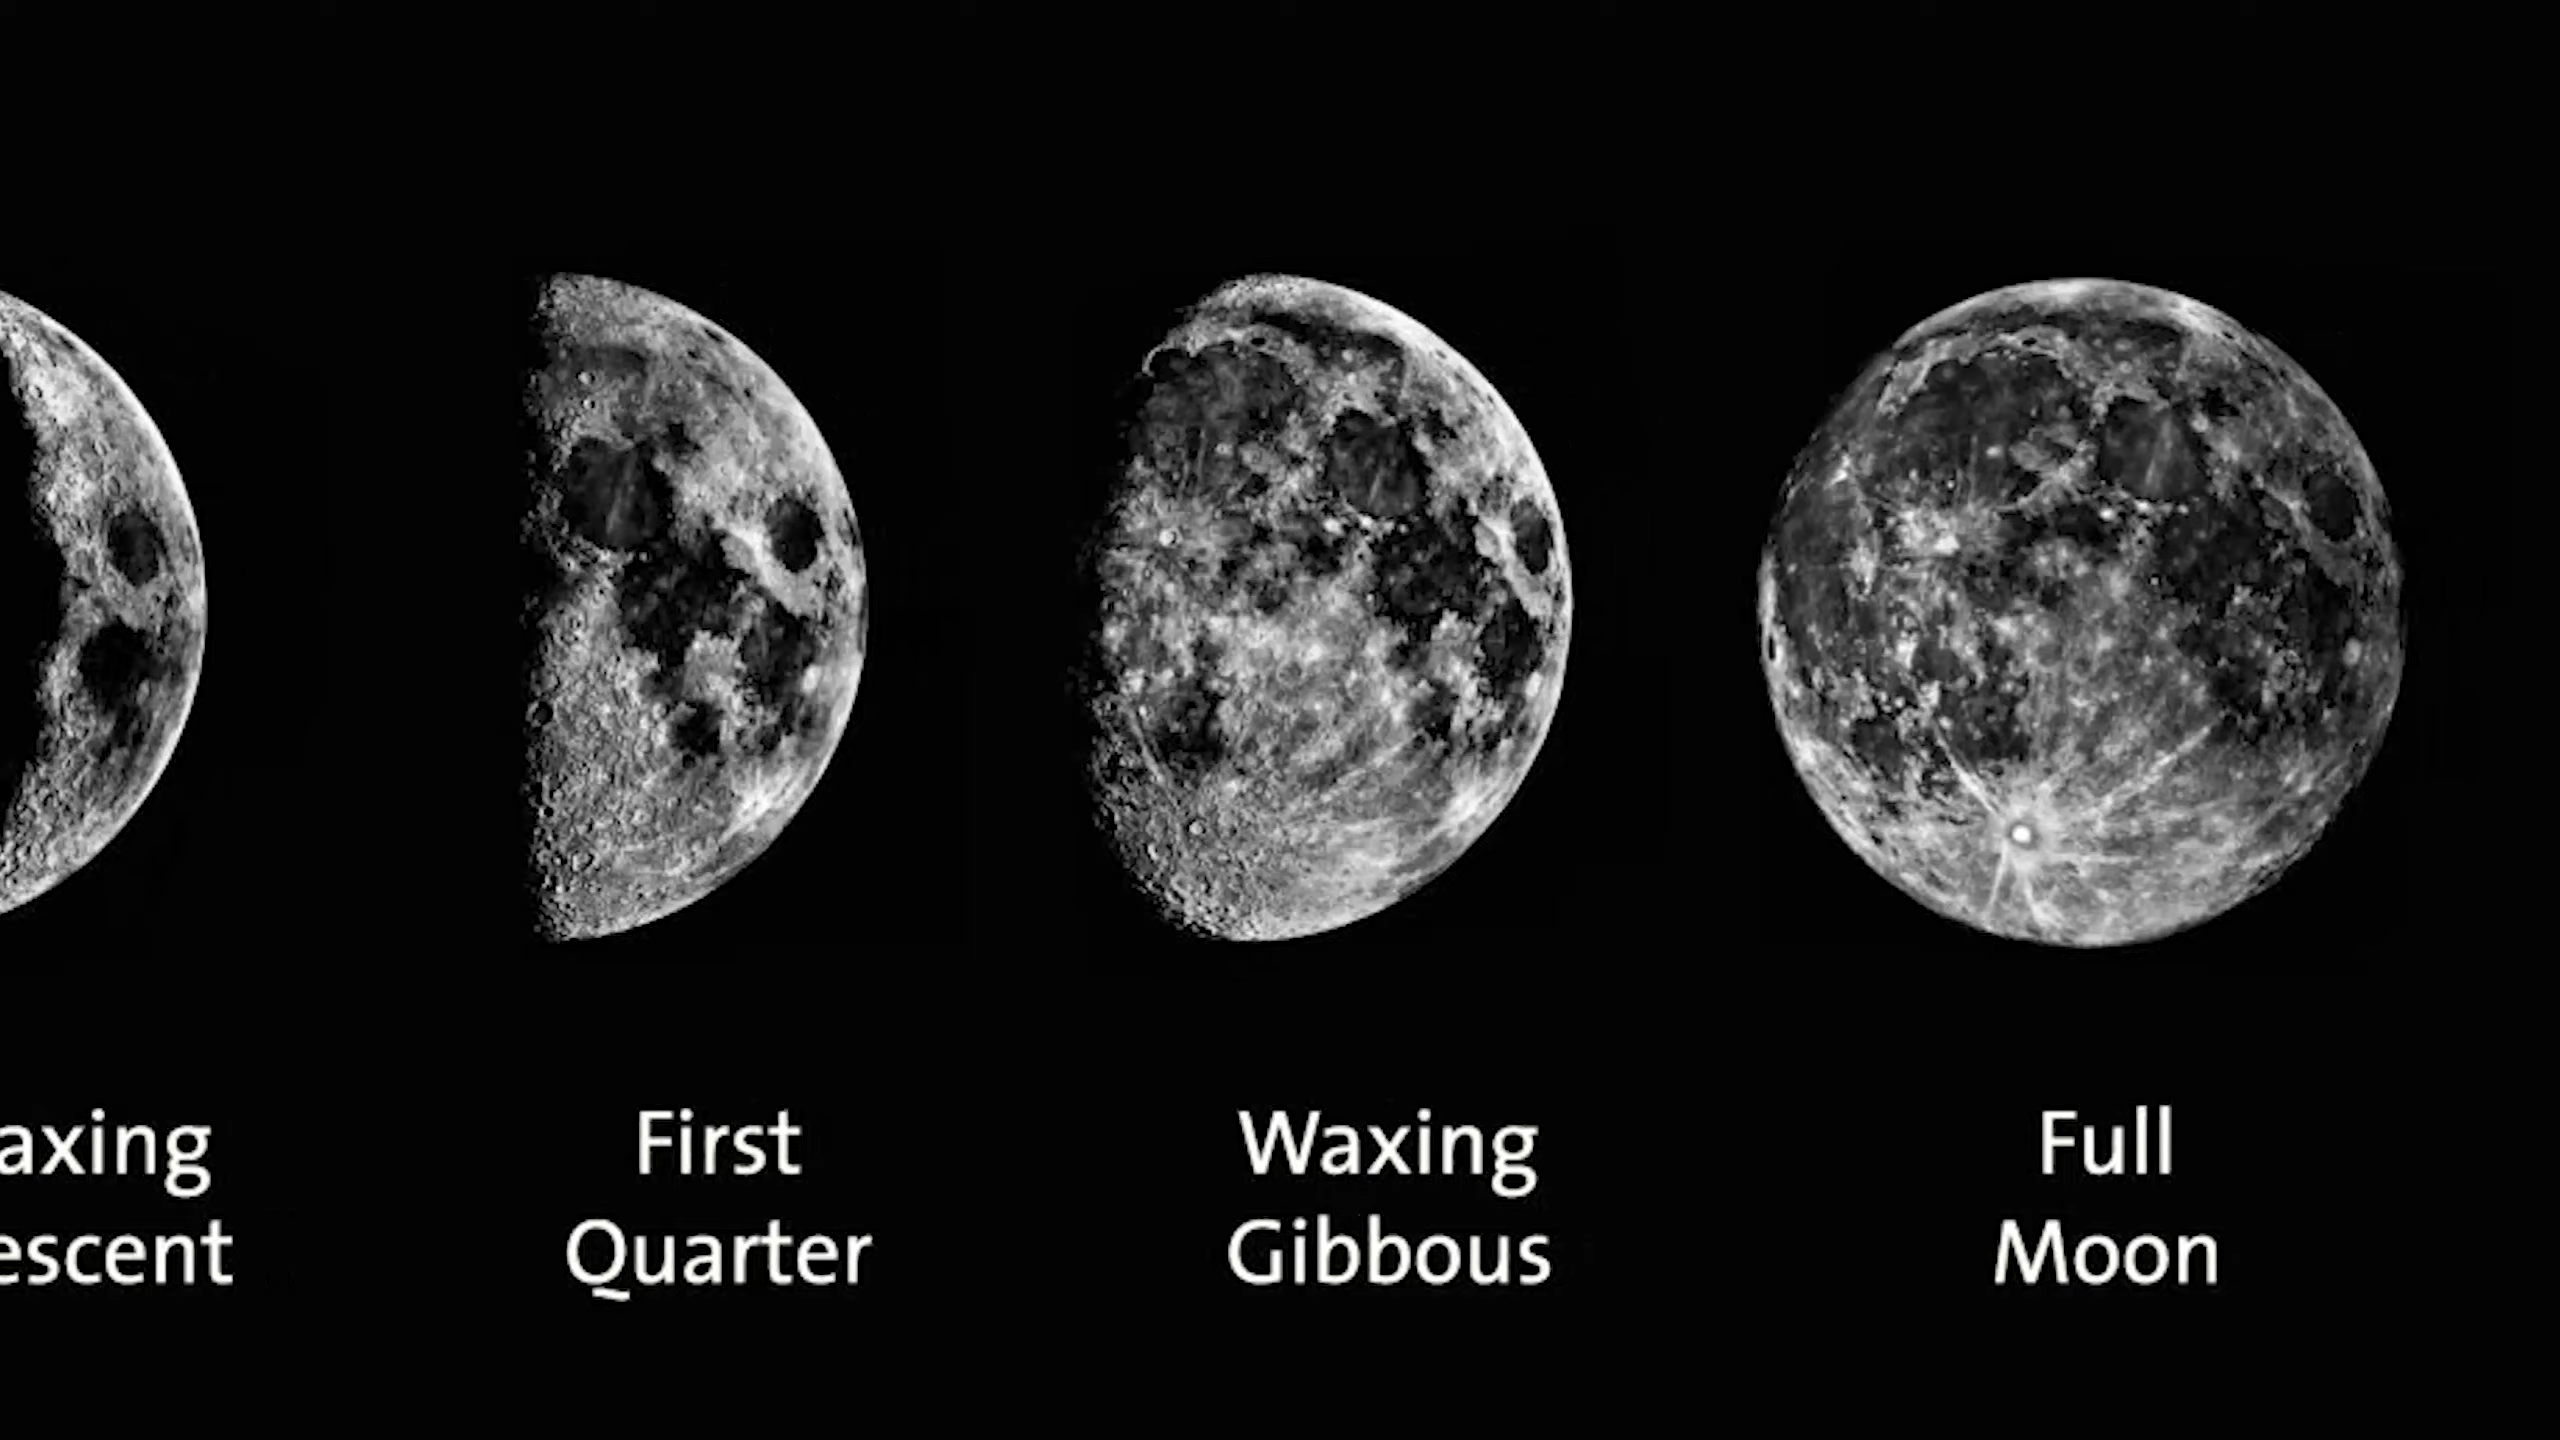 axing
escent
First
Quarter
Waxing
Gibbous
Full
Moon